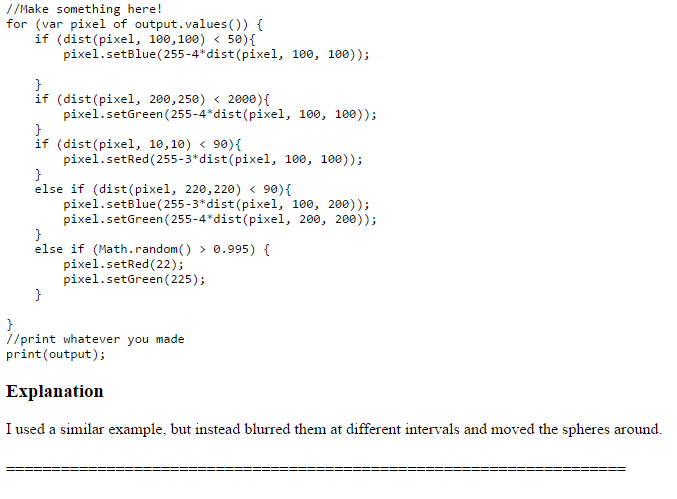 //Make something here!
for (var pixel of output.values()) {
    if (dist(pixel, 100,100) < 50){
        pixel.setBlue(255-4*dist(pixel, 100, 100));

    }
    if (dist(pixel, 200,250) < 2000){
        pixel.setGreen(255-4*dist(pixel, 100, 100));
    }
    if (dist(pixel, 10,10) < 90){
        pixel.setRed(255-3*dist(pixel, 100, 100));
    }
    else if (dist(pixel, 220,220) < 90){
        pixel.setBlue(255-3*dist(pixel, 100, 200));
        pixel.setGreen(255-4*dist(pixel, 200, 200));
    }
    else if (Math.random() > 0.995) {
        pixel.setRed(22);
        pixel.setGreen(225);
    }

}
//print whatever you made
print(output);
Explanation
I used a similar example, but instead blurred them at different intervals and moved the spheres around.
======================================================================